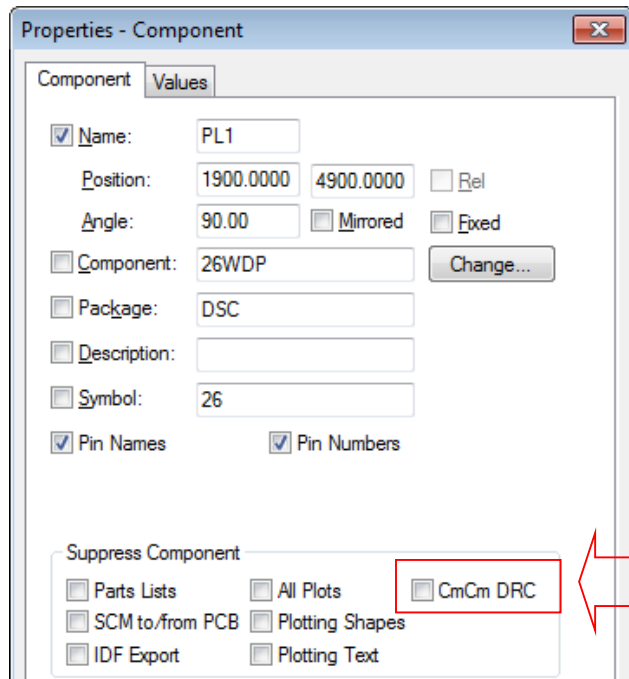 Properties - Component
Component Values
Name: PL1
Position: 1900.0000 4900.0000 Rel
Angle: 90.00 Mirrored Fixed
Component: 26WDP Change...
Package: DSC
Description:
Symbol: 26
Pin Names Pin Numbers
Suppress Component
Parts Lists All Plots CmCm DRC
SCM to/from PCB Plotting Shapes
IDF Export Plotting Text